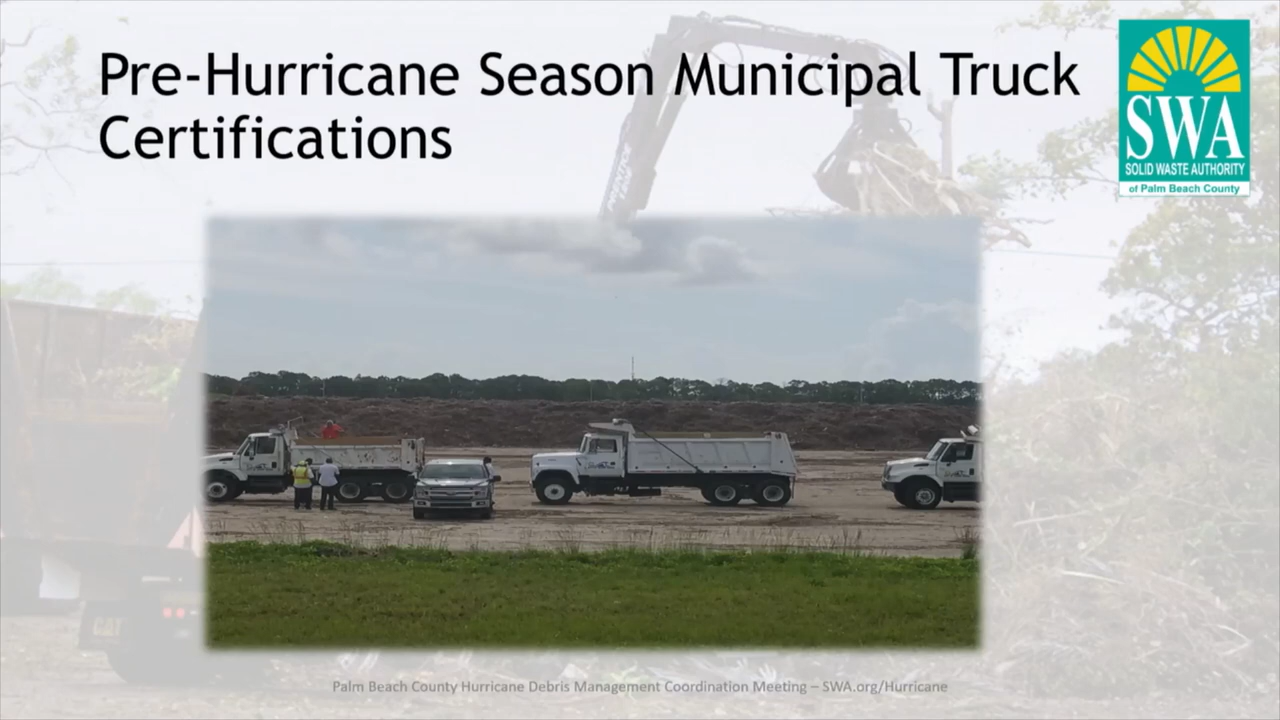 Pre-Hurricane Season Municipal Truck
Certifications
SWA
SOLID WASTE AUTHORITY
of Palm Beach County
CAT
Palm Beach County Hurricane Debris Management Coordination Meeting – SWA.org/Hurricane